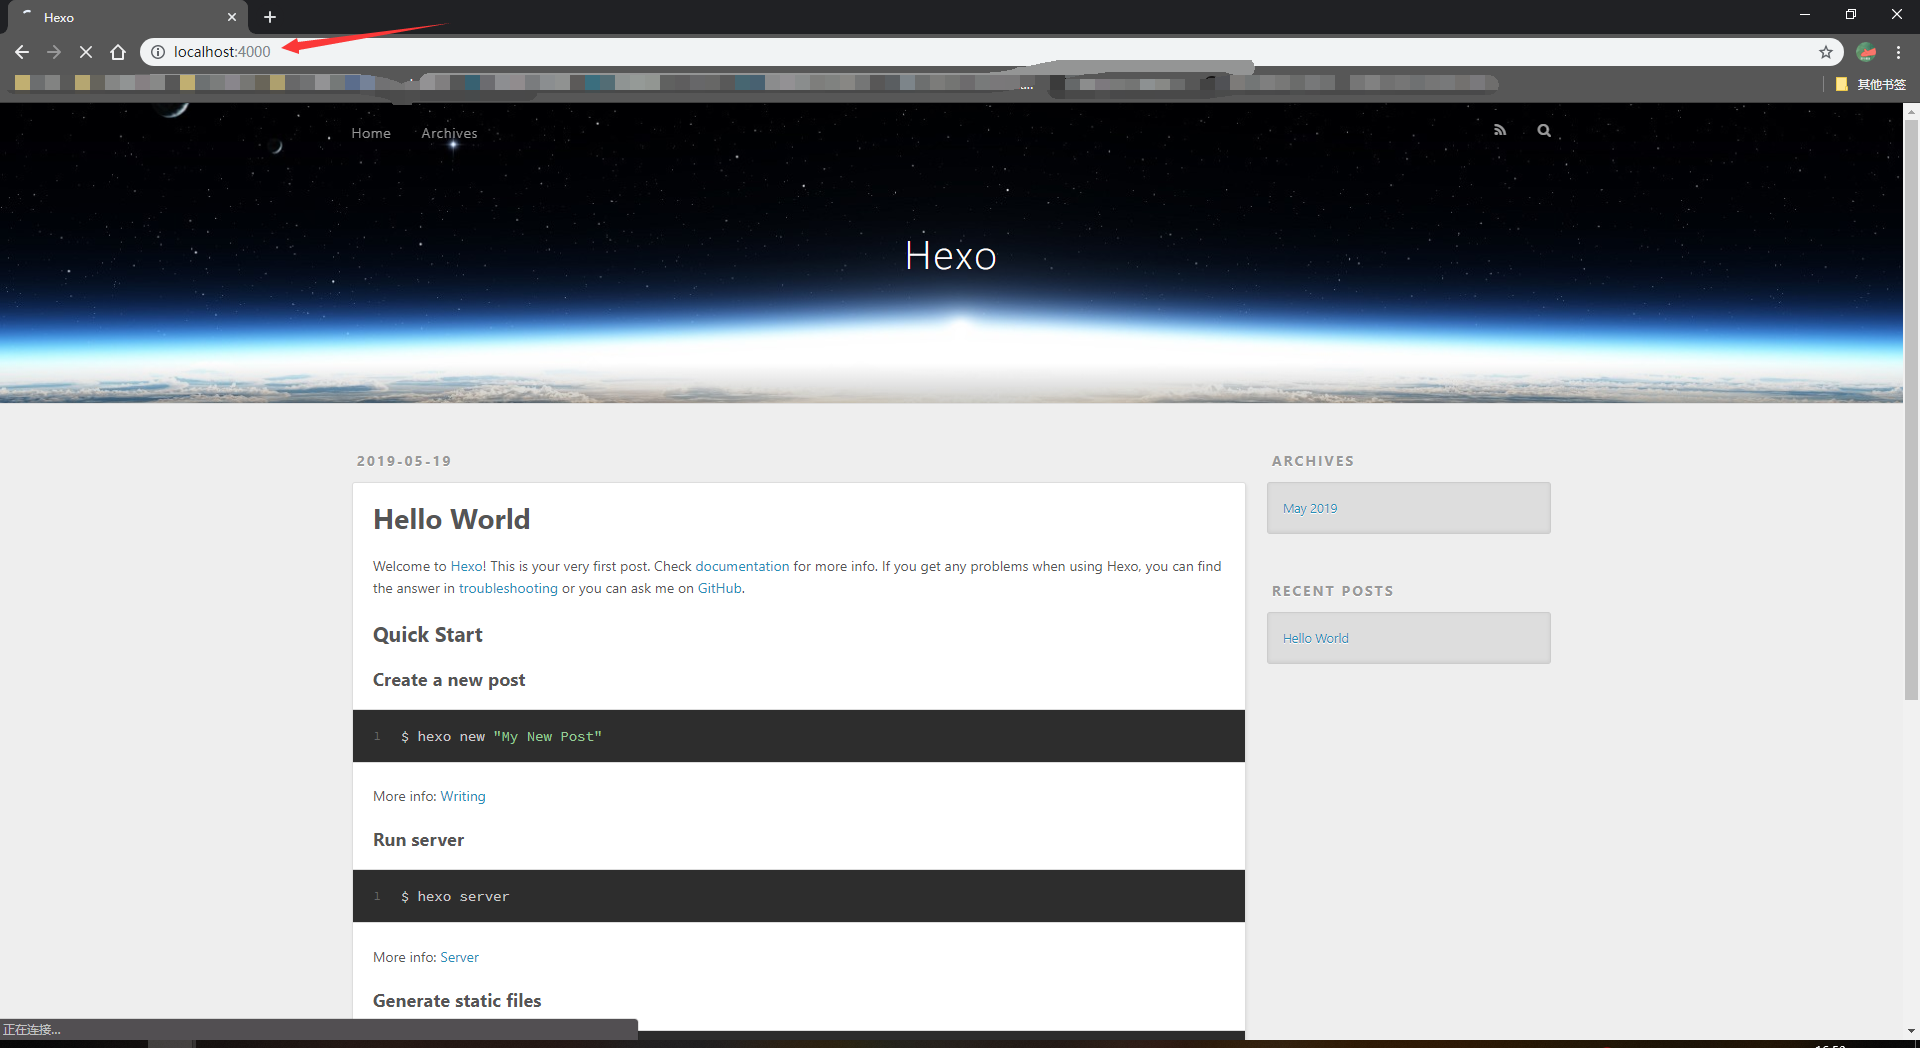 Hexo
localhost:4000
....
其他书签
Home Archives
Hexo
2019-05-19
Hello World
Welcome to Hexo! This is your very first post. Check documentation for more info. If you get any problems when using Hexo, you can find
the answer in troubleshooting or you can ask me on GitHub.
Quick Start
Create a new post
1 $ hexo new "My New Post"
More info: Writing
Run server
1 $ hexo server
More info: Server
Generate static files
ARCHIVES
May 2019
RECENT POSTS
Hello World
正在连接...